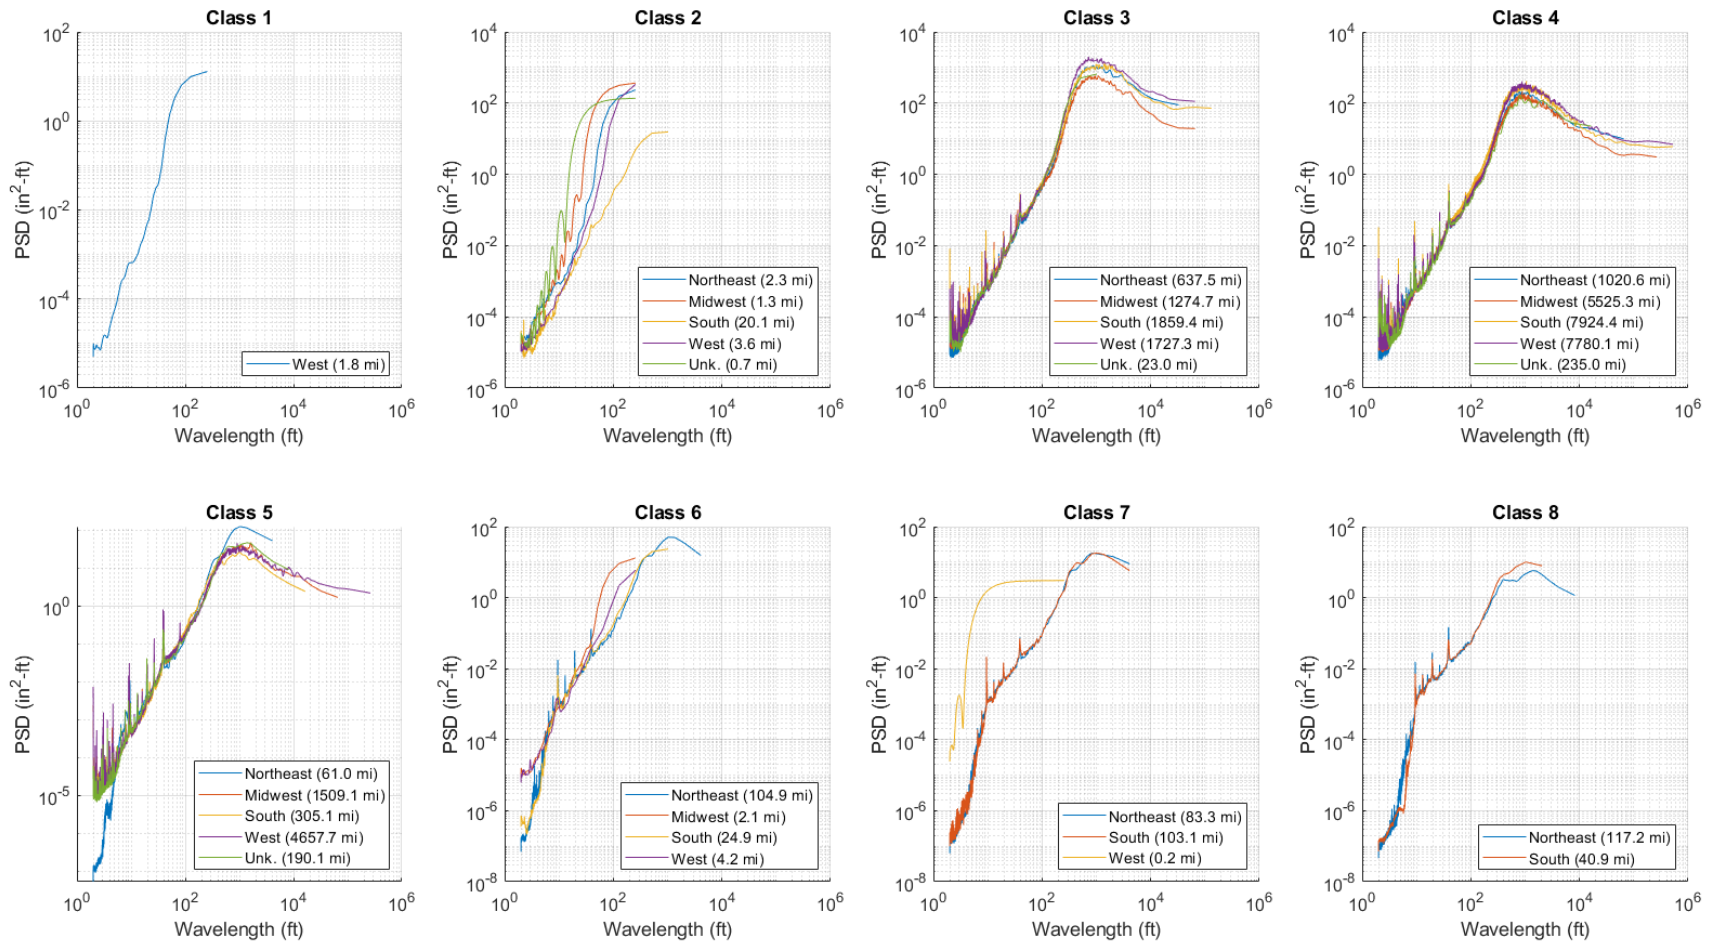 Class 1
10^2
10^0
10^-2
10^-4
10^-6
PSD (in^2-ft)
West (1.8 mi)
10^0 10^2 10^4 10^6
Wavelength (ft)
Class 2
10^4
10^2
10^0
10^-2
10^-4
10^-6
PSD (in^2-ft)
Northeast (2.3 mi)
Midwest (1.3 mi)
South (20.1 mi)
West (3.6 mi)
Unk. (0.7 mi)
10^0 10^2 10^4 10^6
Wavelength (ft)
Class 3
10^4
10^2
10^0
10^-2
10^-4
10^-6
PSD (in^2-ft)
Northeast (637.5 mi)
Midwest (1274.7 mi)
South (1859.4 mi)
West (1727.3 mi)
Unk. (23.0 mi)
10^0 10^2 10^4 10^6
Wavelength (ft)
Class 4
10^4
10^2
10^0
10^-2
10^-4
10^-6
PSD (in^2-ft)
Northeast (1020.6 mi)
Midwest (5525.3 mi)
South (7924.4 mi)
West (7780.1 mi)
Unk. (235.0 mi)
10^0 10^2 10^4 10^6
Wavelength (ft)
Class 5
10^0
10^-5
PSD (in^2-ft)
Northeast (61.0 mi)
Midwest (1509.1 mi)
South (305.1 mi)
West (4657.7 mi)
Unk. (190.1 mi)
10^0 10^2 10^4 10^6
Wavelength (ft)
Class 6
10^2
10^0
10^-2
10^-4
10^-6
10^-8
PSD (in^2-ft)
Northeast (104.9 mi)
Midwest (2.1 mi)
South (24.9 mi)
West (4.2 mi)
10^0 10^2 10^4 10^6
Wavelength (ft)
Class 7
10^2
10^0
10^-2
10^-4
10^-6
10^-8
PSD (in^2-ft)
Northeast (83.3 mi)
South (103.1 mi)
West (0.2 mi)
10^0 10^2 10^4 10^6
Wavelength (ft)
Class 8
10^2
10^0
10^-2
10^-4
10^-6
10^-8
PSD (in^2-ft)
Northeast (117.2 mi)
South (40.9 mi)
10^0 10^2 10^4 10^6
Wavelength (ft)